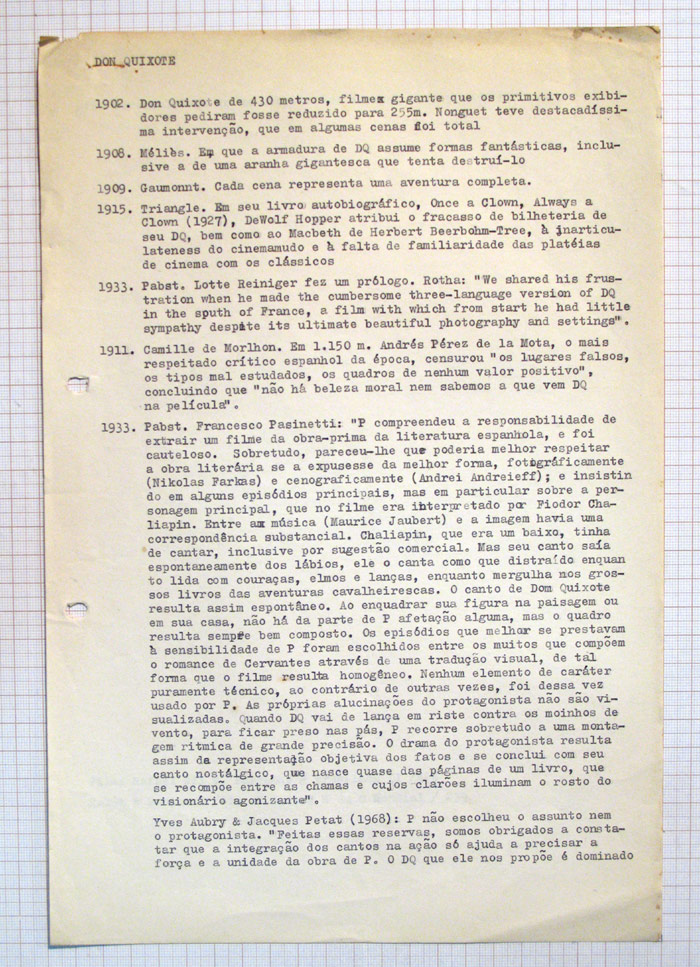 DON QUIXOTE
1902. Don Quixote de 430 metros, filmex gigante que os primitivos exibi-
dores pediram fosse reduzido para 255m. Nonguet teve destacadíssi-
ma intervenção, que em algumas cenas foi total
1908. Méliès. Em que a armadura de DQ assume formas fantásticas, inclu-
sive a de uma aranha gigantesca que tenta destruí-lo
1909. Gaumonnt. Cada cena representa uma aventura completa.
1915. Triangle. Em seu livro autobiográfico, Once a Clown, Always a
Clown (1927), DeWolf Hopper atribui o fracasso de bilheteria de
seu DQ, bem como ao Macbeth de Herbert Beerbohm-Tree, à inarticu-
lateness do cinemamudo e à falta de familiaridade das platéias
de cinema com os clássicos
1933. Pabst. Lotte Reiniger fez um prólogo. Rotha: "We shared his frus-
tration when he made the cumbersome three-language version of DQ
in the sputh of France, a film with which from start he had little
sympathy despite its ultimate beautiful photography and settings".
1911. Camille de Morlhon. Em 1.150 m. Andrés Pérez de la Mota, o mais
respeitado crítico espanhol da época, censurou "os lugares falsos,
os tipos mal estudados, os quadros de nenhum valor positivo",
concluindo que "não há beleza moral nem sabemos a que vem DQ
na película".
1933. Pabst. Francesco Pasinetti: "P compreendeu a responsabilidade de
extrair um filme da obra-prima da literatura espanhola, e foi
cauteloso. Sobretudo, pareceu-lhe que poderia melhor respeitar
a obra literária se a expusesse da melhor forma, fotográficamente
(Nikolas Farkas) e cenograficamente (Andrei Andreieff); e insistin
do em alguns episódios principais, mas em particular sobre a per-
sonagem principal, que no filme era interpretado por Fiodor Cha-
liapin. Entre ax música (Maurice Jaubert) e a imagem havia uma
correspondência substancial. Chaliapin, que era um baixo, tinha
de cantar, inclusive por sugestão comercial. Mas seu canto saía
espontaneamente dos lábios, ele o canta como que distraído enquan
to lida com couraças, elmos e lanças, enquanto mergulha nos gros-
sos livros das aventuras cavalheirescas. O canto de Dom Quixote
resulta assim espontâneo. Ao enquadrar sua figura na paisagem ou
em sua casa, não há da parte de P afetação alguma, mas o quadro
resulta sempre bem composto. Os episódios que melhor se prestavam
à sensibilidade de P foram escolhidos entre os muitos que compõem
o romance de Cervantes através de uma tradução visual, de tal
forma que o filme resulta homogêneo. Nenhum elemento de caráter
puramente técnico, ao contrário de outras vezes, foi dessa vez
usado por P. As próprias alucinações do protagonista não são vi-
sualizadas. Quando DQ vai de lança em riste contra os moinhos de
vento, para ficar preso nas pás, P recorre sobretudo a uma monta-
gem rítmica de grande precisão. O drama do protagonista resulta
assim da representação objetiva dos fatos e se conclui com seu
canto nostálgico, que nasce quase das páginas de um livro, que
se recompõe entre as chamas e cujos clarões iluminam o rosto do
visionário agonizante".
Yves Aubry & Jacques Petat (1968): P não escolheu o assunto nem
o protagonista. "Feitas essas reservas, somos obrigados a consta-
tar que a integração dos cantos na ação só ajuda a precisar a
força e a unidade da obra de P. O DQ que ele nos propõe é dominado